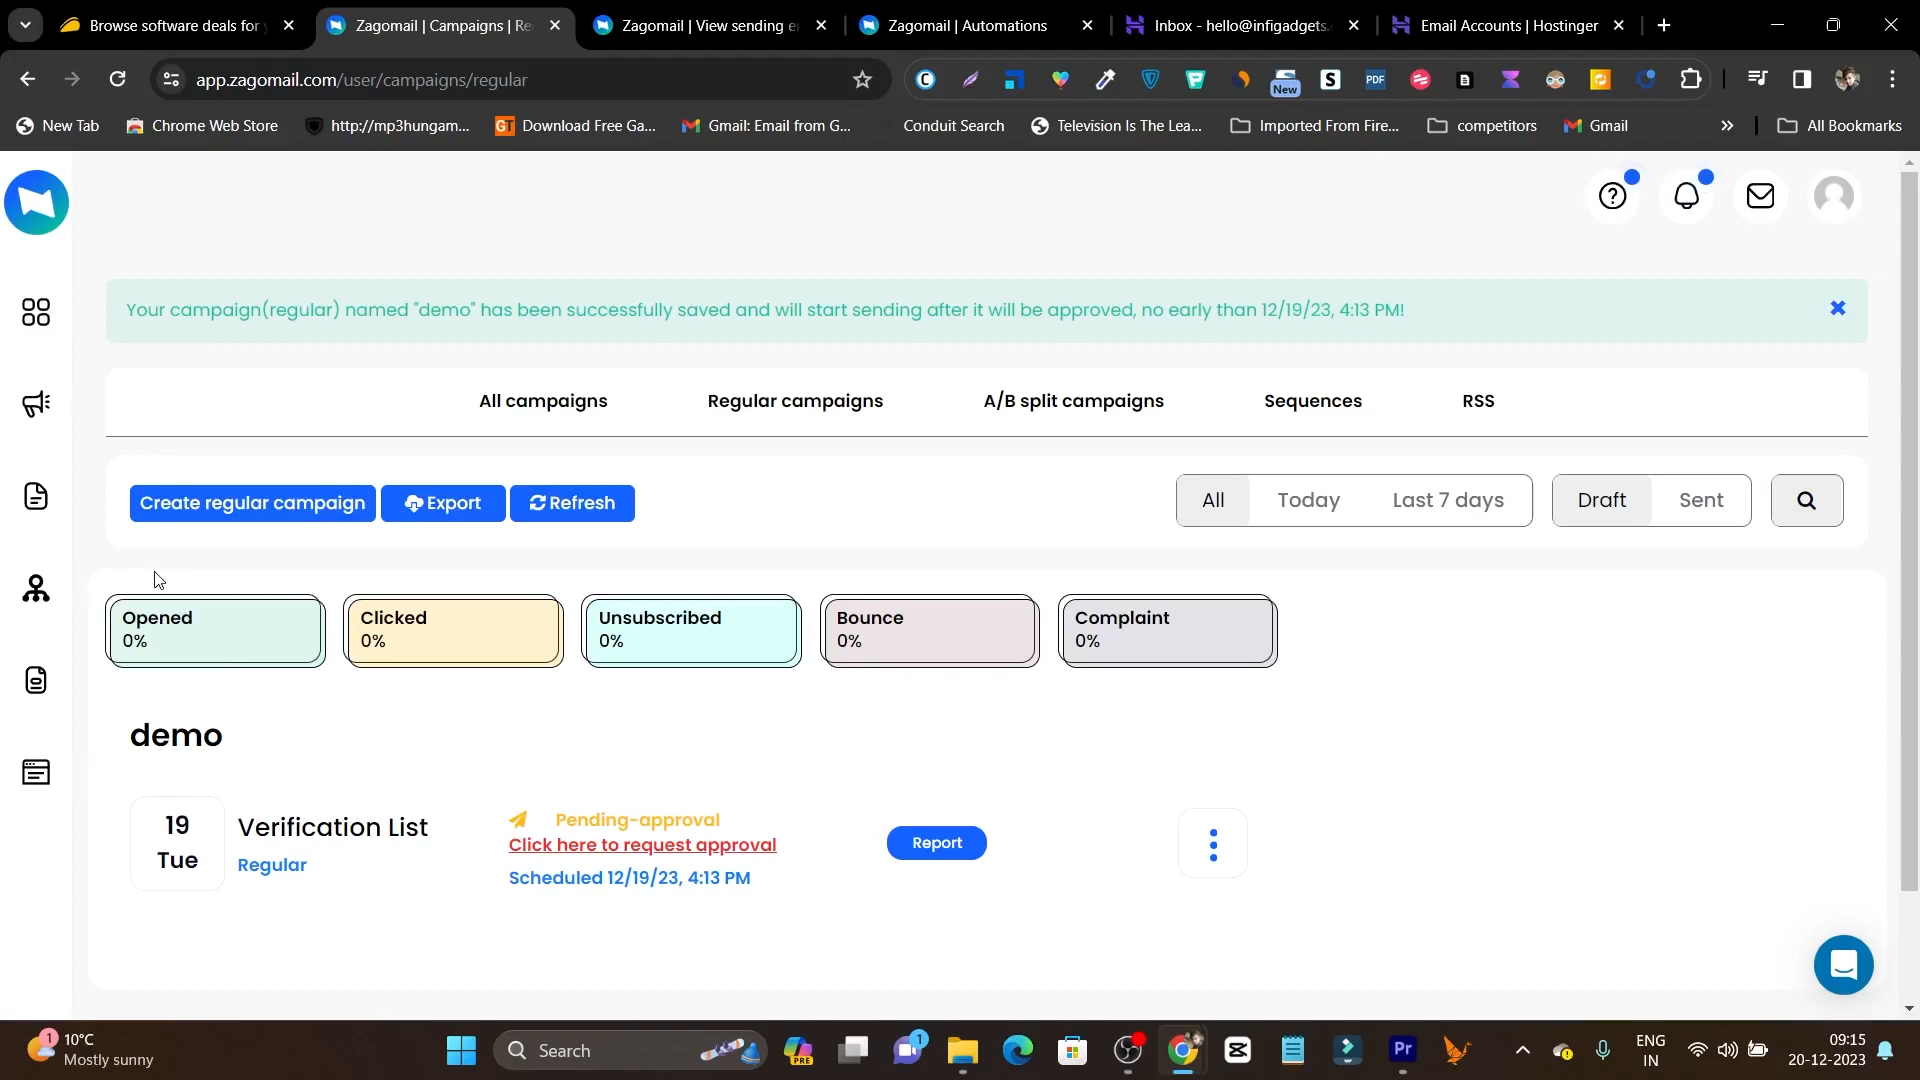 Browse software deals for y
Zagomail | Campaigns | Re
Zagomail | View sending e
Zagomail | Automations
Inbox - hello@infigadgets.
Email Accounts | Hostinger
app.zagomail.com/user/campaigns/regular
New
S
PDF
New Tab
Chrome Web Store
http://mp3hungam...
GT Download Free Ga...
Gmail: Email from G...
Conduit Search
Television Is The Lea...
Imported From Fire...
competitors
Gmail
All Bookmarks
Your campaign(regular) named "demo" has been successfully saved and will start sending after it will be approved, no early than 12/19/23, 4:13 PM!
All campaigns
Regular campaigns
A/B split campaigns
Sequences
RSS
Create regular campaign
Export
Refresh
All
Today
Last 7 days
Draft
Sent
Opened
0%
Clicked
0%
Unsubscribed
0%
Bounce
0%
Complaint
0%
demo
19
Tue
Verification List
Regular
Pending-approval
Click here to request approval
Scheduled 12/19/23, 4:13 PM
Report
1
10°C
Mostly sunny
Search
PRE
1
Pr
ENG
IN
09:15
20-12-2023